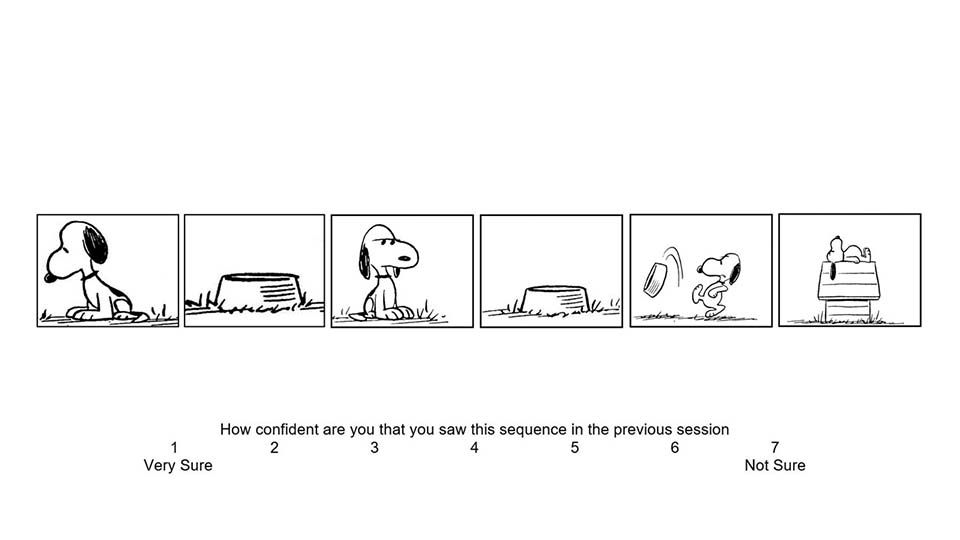 How confident are you that you saw this sequence in the previous session
1 2 3 4 5 6 7
Very Sure Not Sure